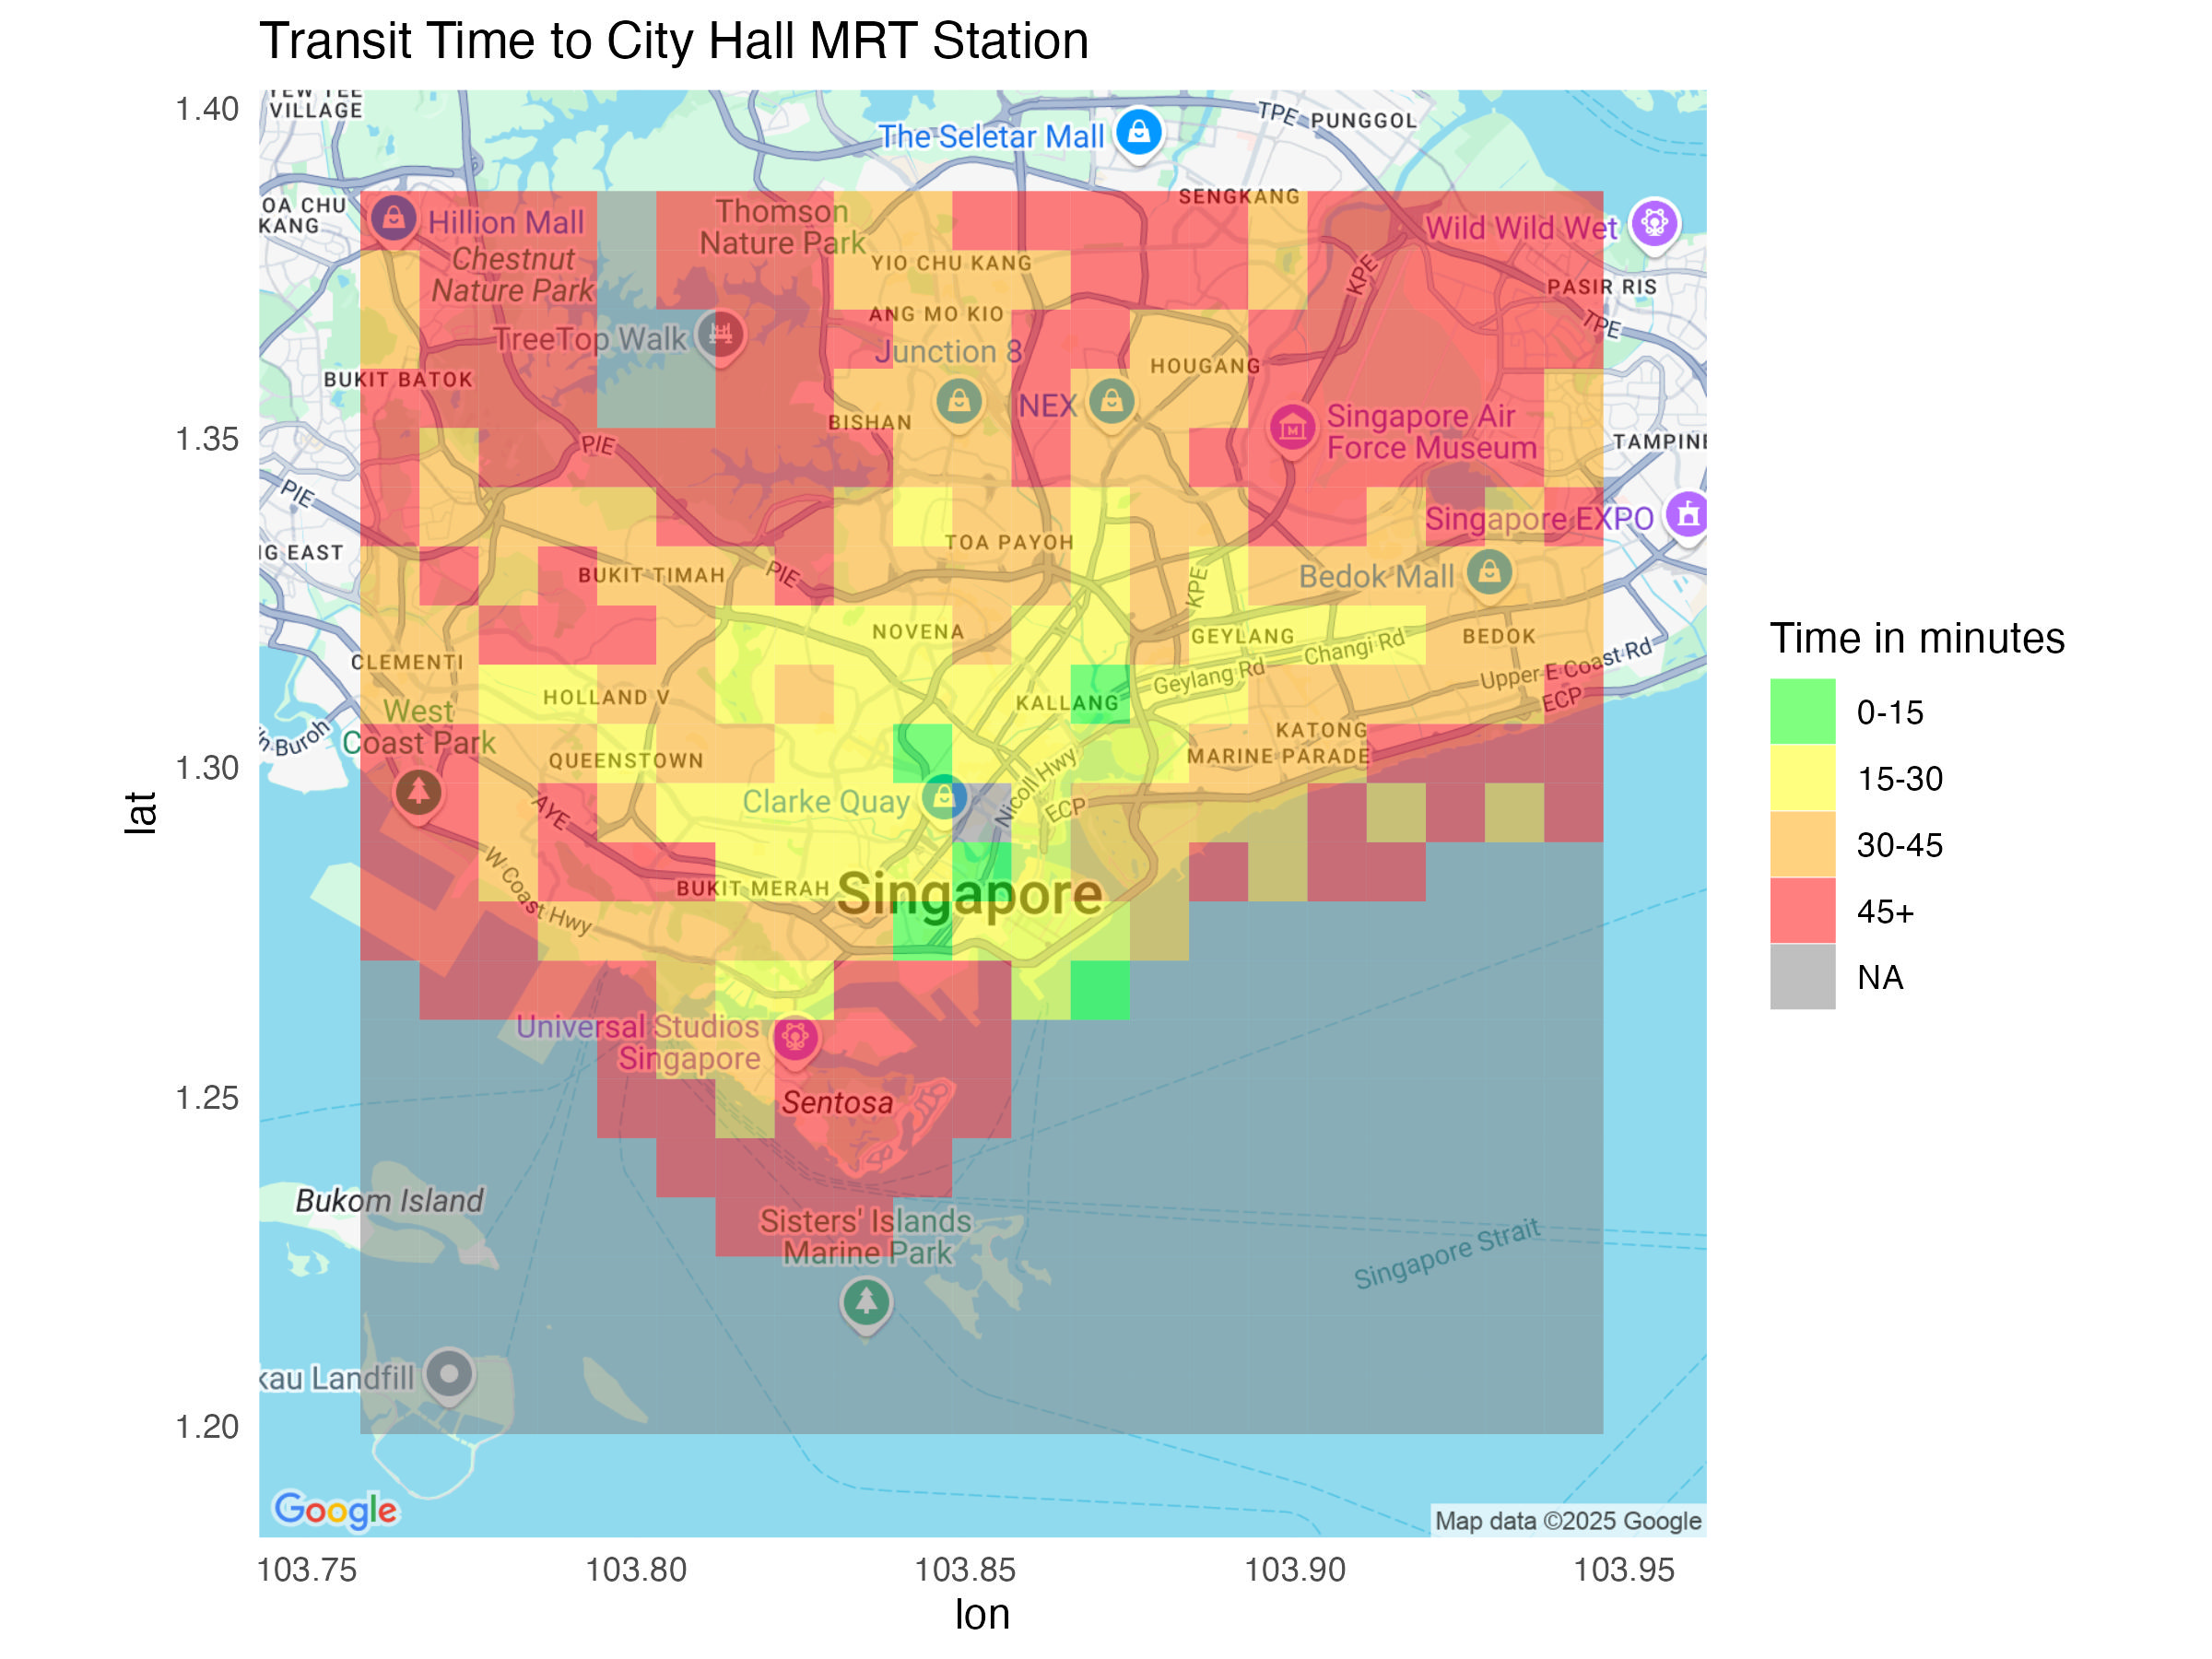 Transit Time to City Hall MRT Station
1.40
1.35
1.30
1.25
1.20
lat
VILLAGE
TPE
PUNGGOL
The Seletar Mall
OA CHU
KANG
Hillion Mall
Chestnut
Nature Park
Thomson
Nature Park
SENGKANG
Wild Wild Wet
YIO CHU KANG
KPE
PASIR RIS
TPE
ANG MO KIO
TreeTop Walk
Junction 8
HOUGANG
BUKIT BATOK
BISHAN
NEX
Singapore Air
Force Museum
TAMPINE
PIE
PIE
Singapore EXPO
IG EAST
TOA PAYOH
BUKIT TIMAH
PIE
KPE
Bedok Mall
NOVENA
GEYLANG
Changi Rd
BEDOK
CLEMENTI
Geylang Rd
Upper E Coast Rd
HOLLAND V
KALLANG
ECP
West
Coast Park
n Buroh
QUEENSTOWN
KATONG
MARINE PARADE
Clarke Quay
Nicoll Hwy
ECP
AYE
W Coast Hwy
BUKIT MERAH
Singapore
Universal Studios
Singapore
Sentosa
Bukom Island
Sisters' Islands
Marine Park
Singapore Strait
kau Landfill
Google
Map data ©2025 Google
103.75
103.80
103.85
103.90
103.95
lon
Time in minutes
0-15
15-30
30-45
45+
NA